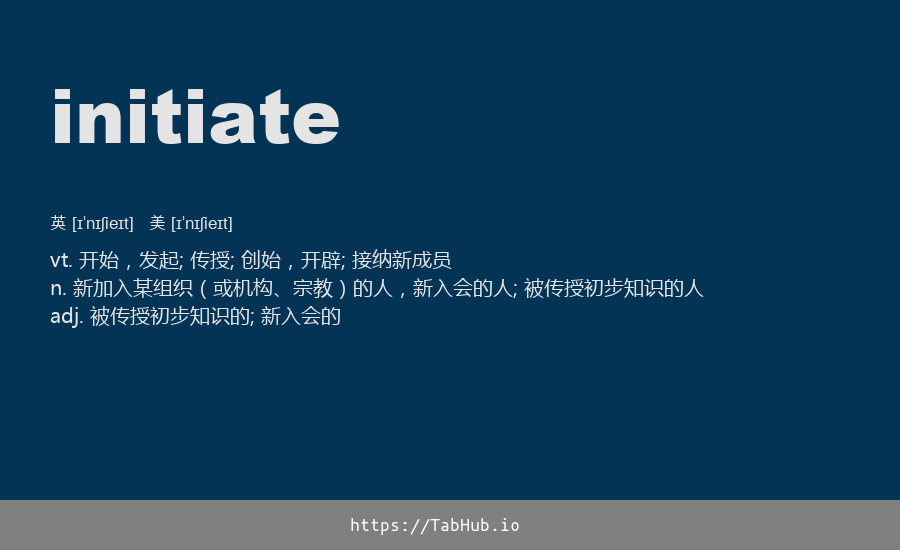 initiate
英 [ɪˈnɪʃieɪt] 美 [ɪˈnɪʃieɪt]
vt. 开始，发起; 传授; 创始，开辟; 接纳新成员
n. 新加入某组织（或机构、宗教）的人，新入会的人; 被传授初步知识的人
adj. 被传授初步知识的; 新入会的
https://TabHub.io